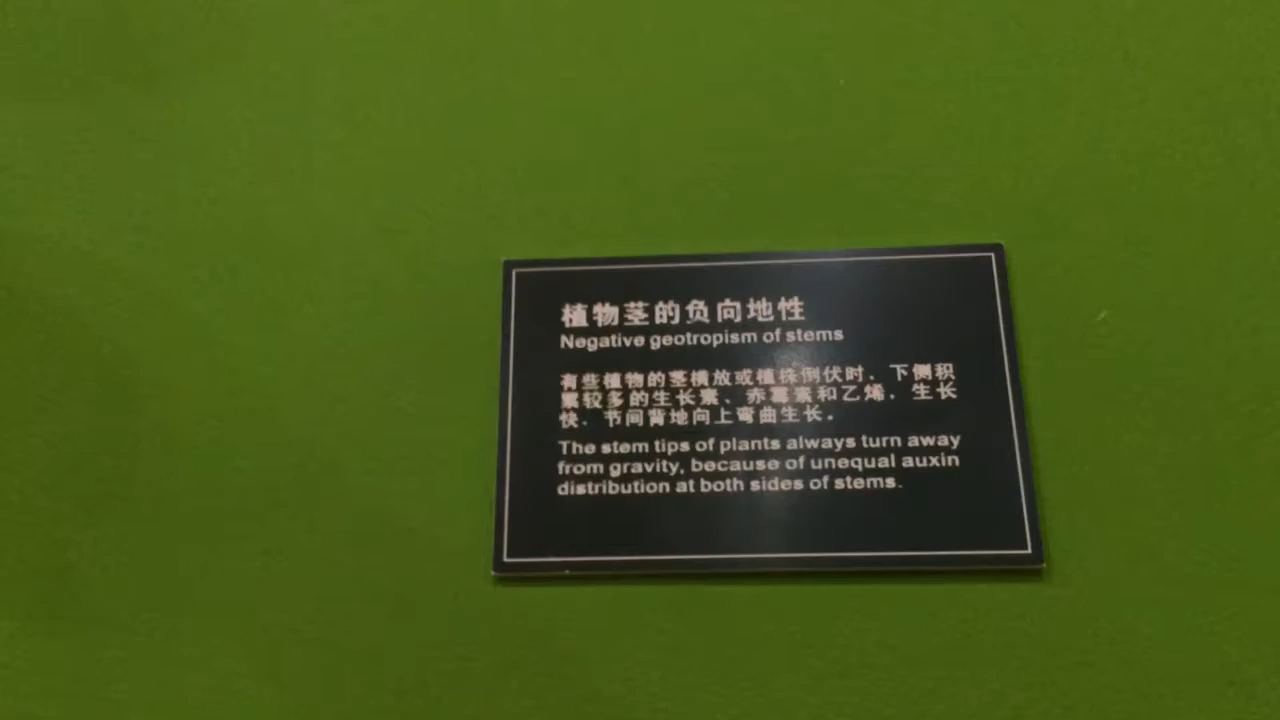 植物茎的负向地性
Negative geotropism of stems
有些植物的茎横放或植株倒伏时，下侧积
累较多的生长素、赤霉素和乙烯，生长
快，节间背地向上弯曲生长。
The stem tips of plants always turn away
from gravity, because of unequal auxin
distribution at both sides of stems.